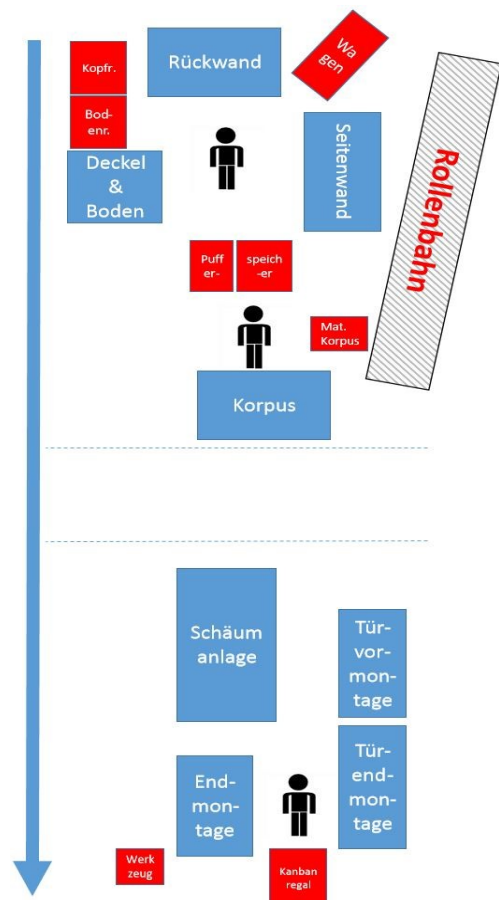 Kopfr.
Rückwand
Wa
gen
Bod-
enr.
Deckel
&
Boden
Seitenwand
Rollenbahn
Puff
er-
speich
-er
Mat.
Korpus
Korpus
Schäum
anlage
Tür-
vor-
mon-
tage
End-
mon-
tage
Tür-
end-
mon-
tage
Werk
zeug
Kanban
regal